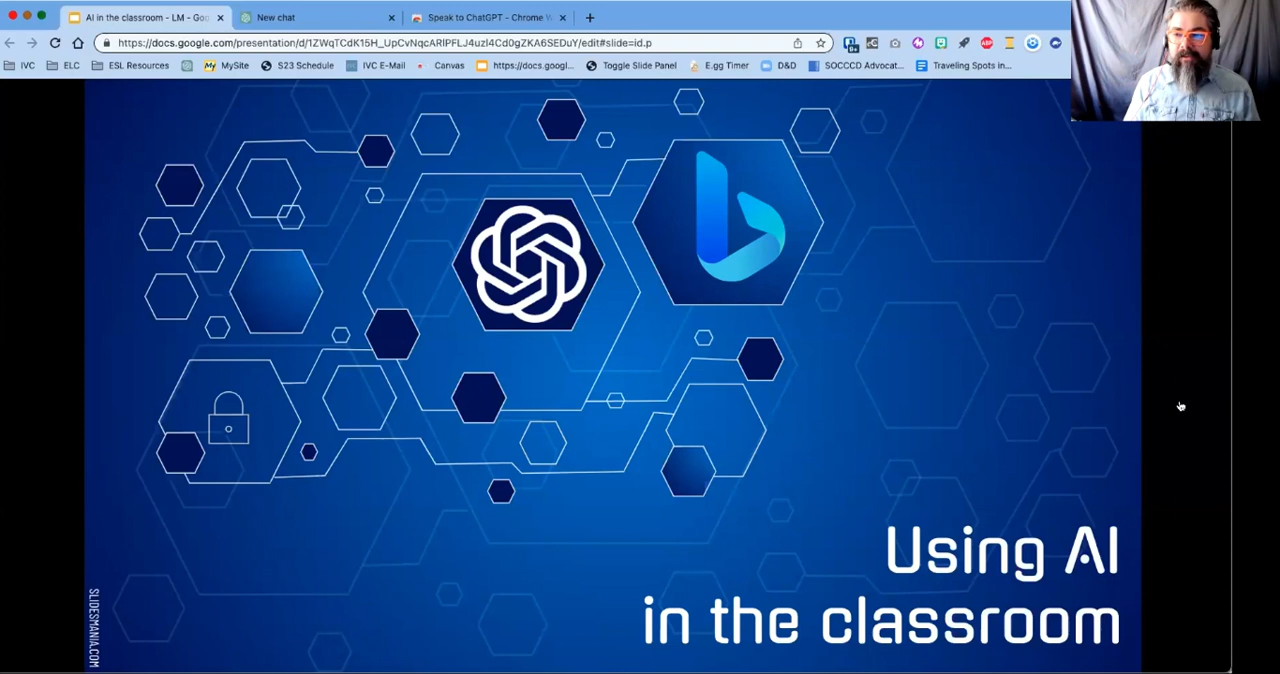 AI in the classroom - LM - Goo
New chat
Speak to ChatGPT - Chrome W
https://docs.google.com/presentation/d/1ZWqTCdK15H_UpCvNqcARlPFLJ4uzI4Cd0gZKA6SEDuY/edit#slide=id.p
IVC
ELC
ESL Resources
MySite
S23 Schedule
IVC E-Mail
Canvas
https://docs.googl...
Toggle Slide Panel
E.gg Timer
D&D
SOCCCD Advocat...
Traveling Spots in...
Using AI
in the classroom
SLIDESMANIA.COM